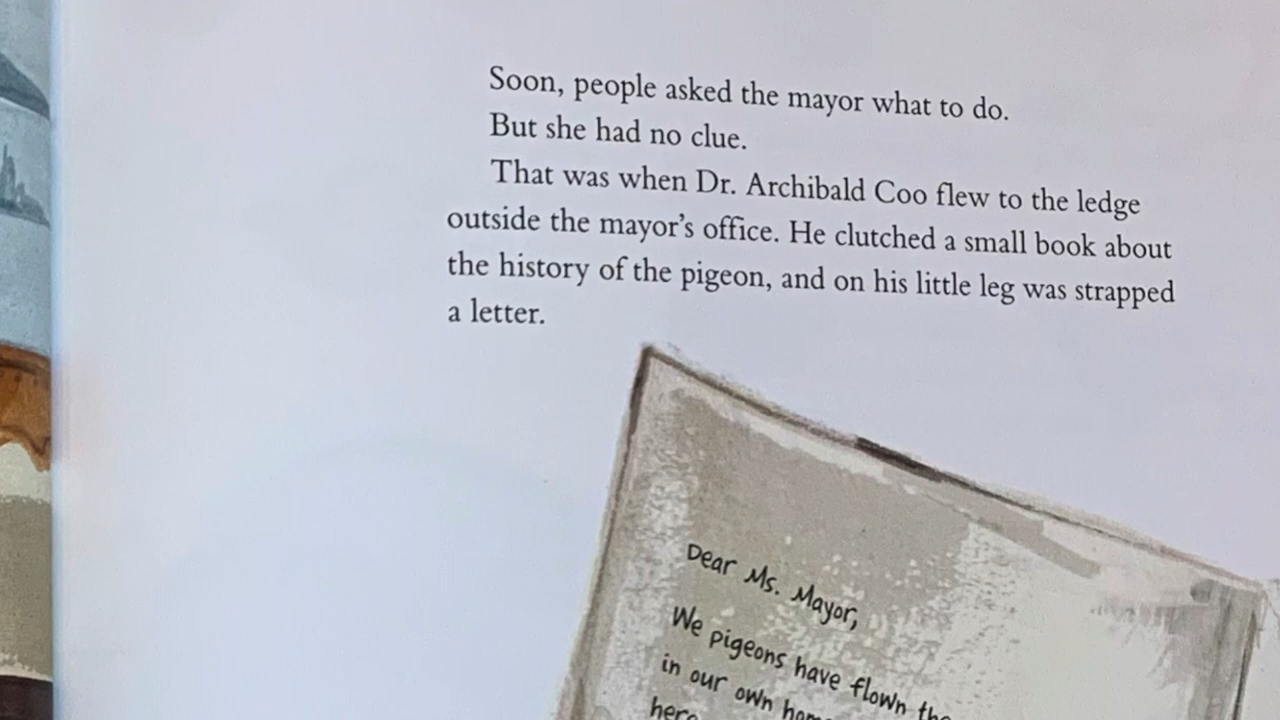 Soon, people asked the mayor what to do.
But she had no clue.
That was when Dr. Archibald Coo flew to the ledge
outside the mayor's office. He clutched a small book about
the history of the pigeon, and on his little leg was strapped
a letter.
Dear Ms. Mayor,
We pigeons have flown
in our own